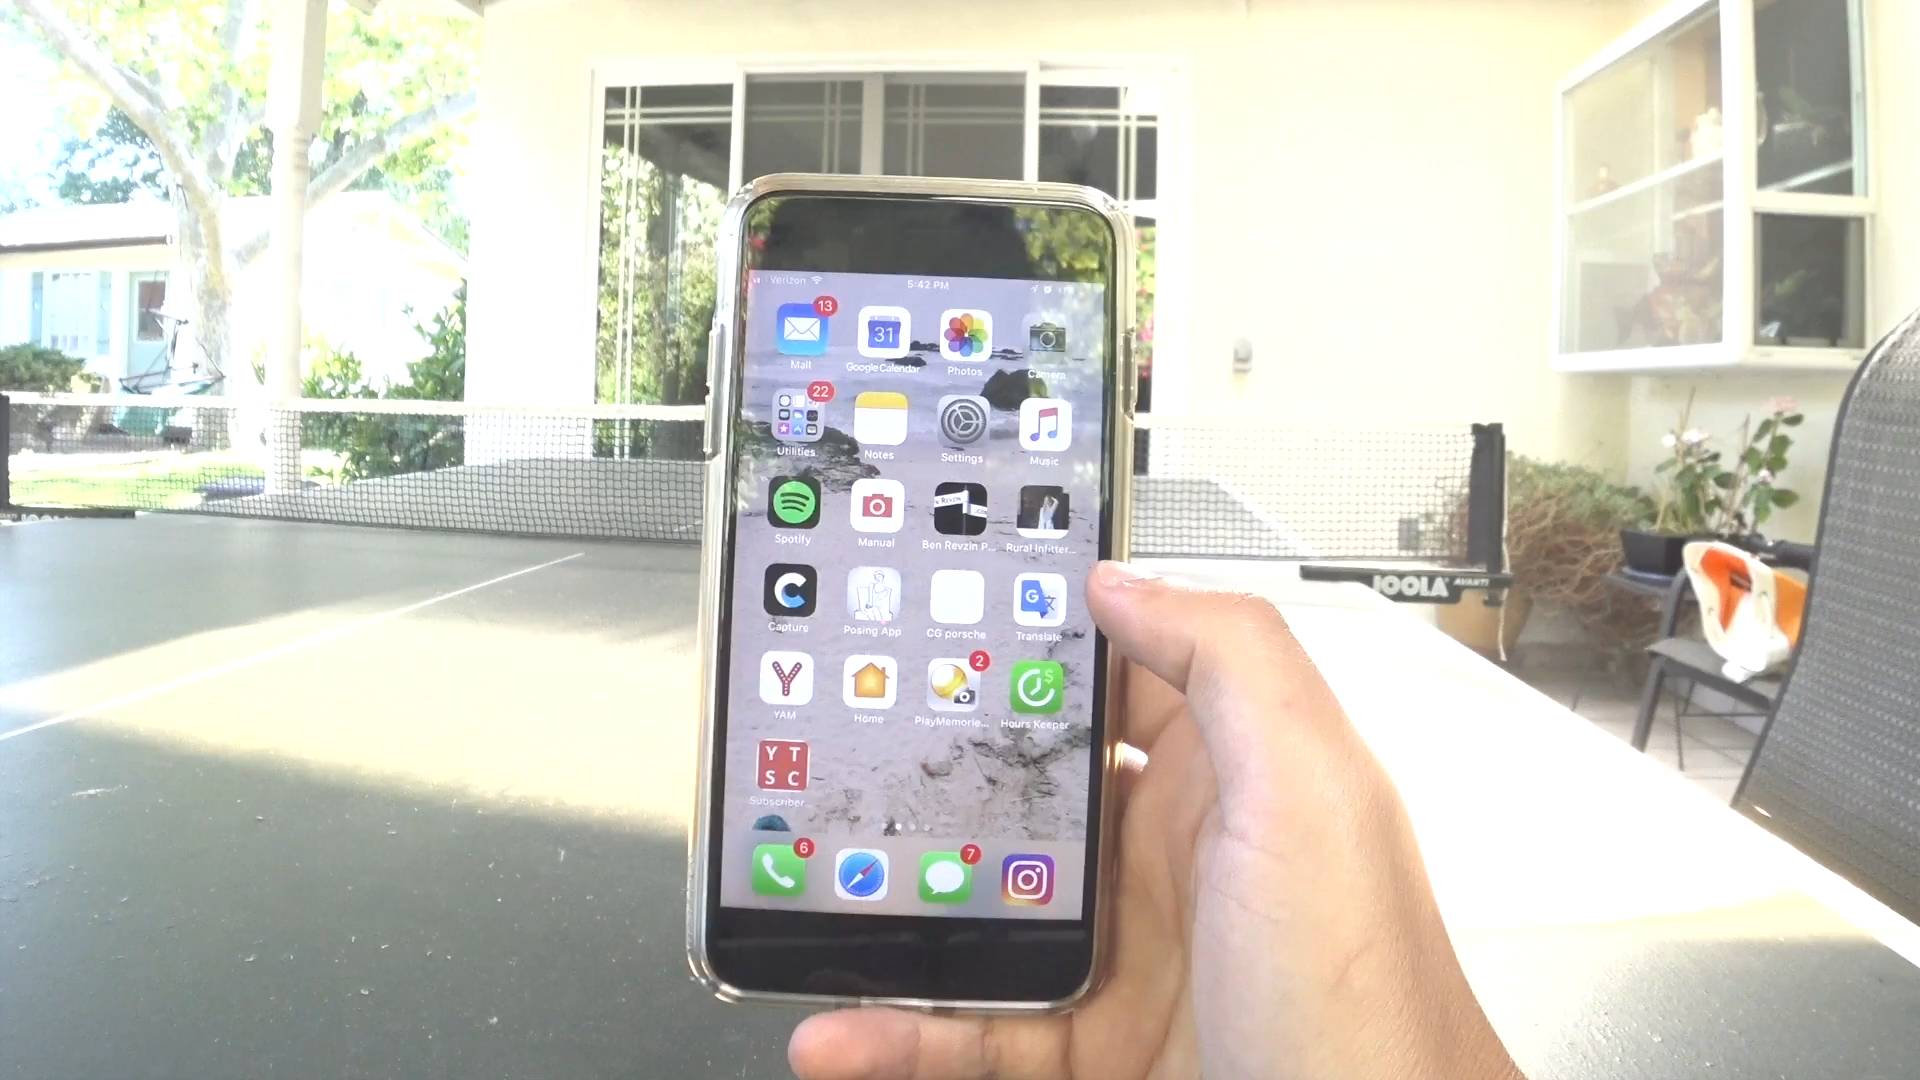 Verizon 5:42 PM
13
31
Mail Google Calendar Photos Camera
22
Utilities Notes Settings Music
Spotify Manual Ben Revzin P... Rural Infitter...
Capture Posing App CG porsche Translate
2
YAM Home PlayMemorie... Hours Keeper
Y T
S C
Subscriber...
6 7
JOOLA AVANTI